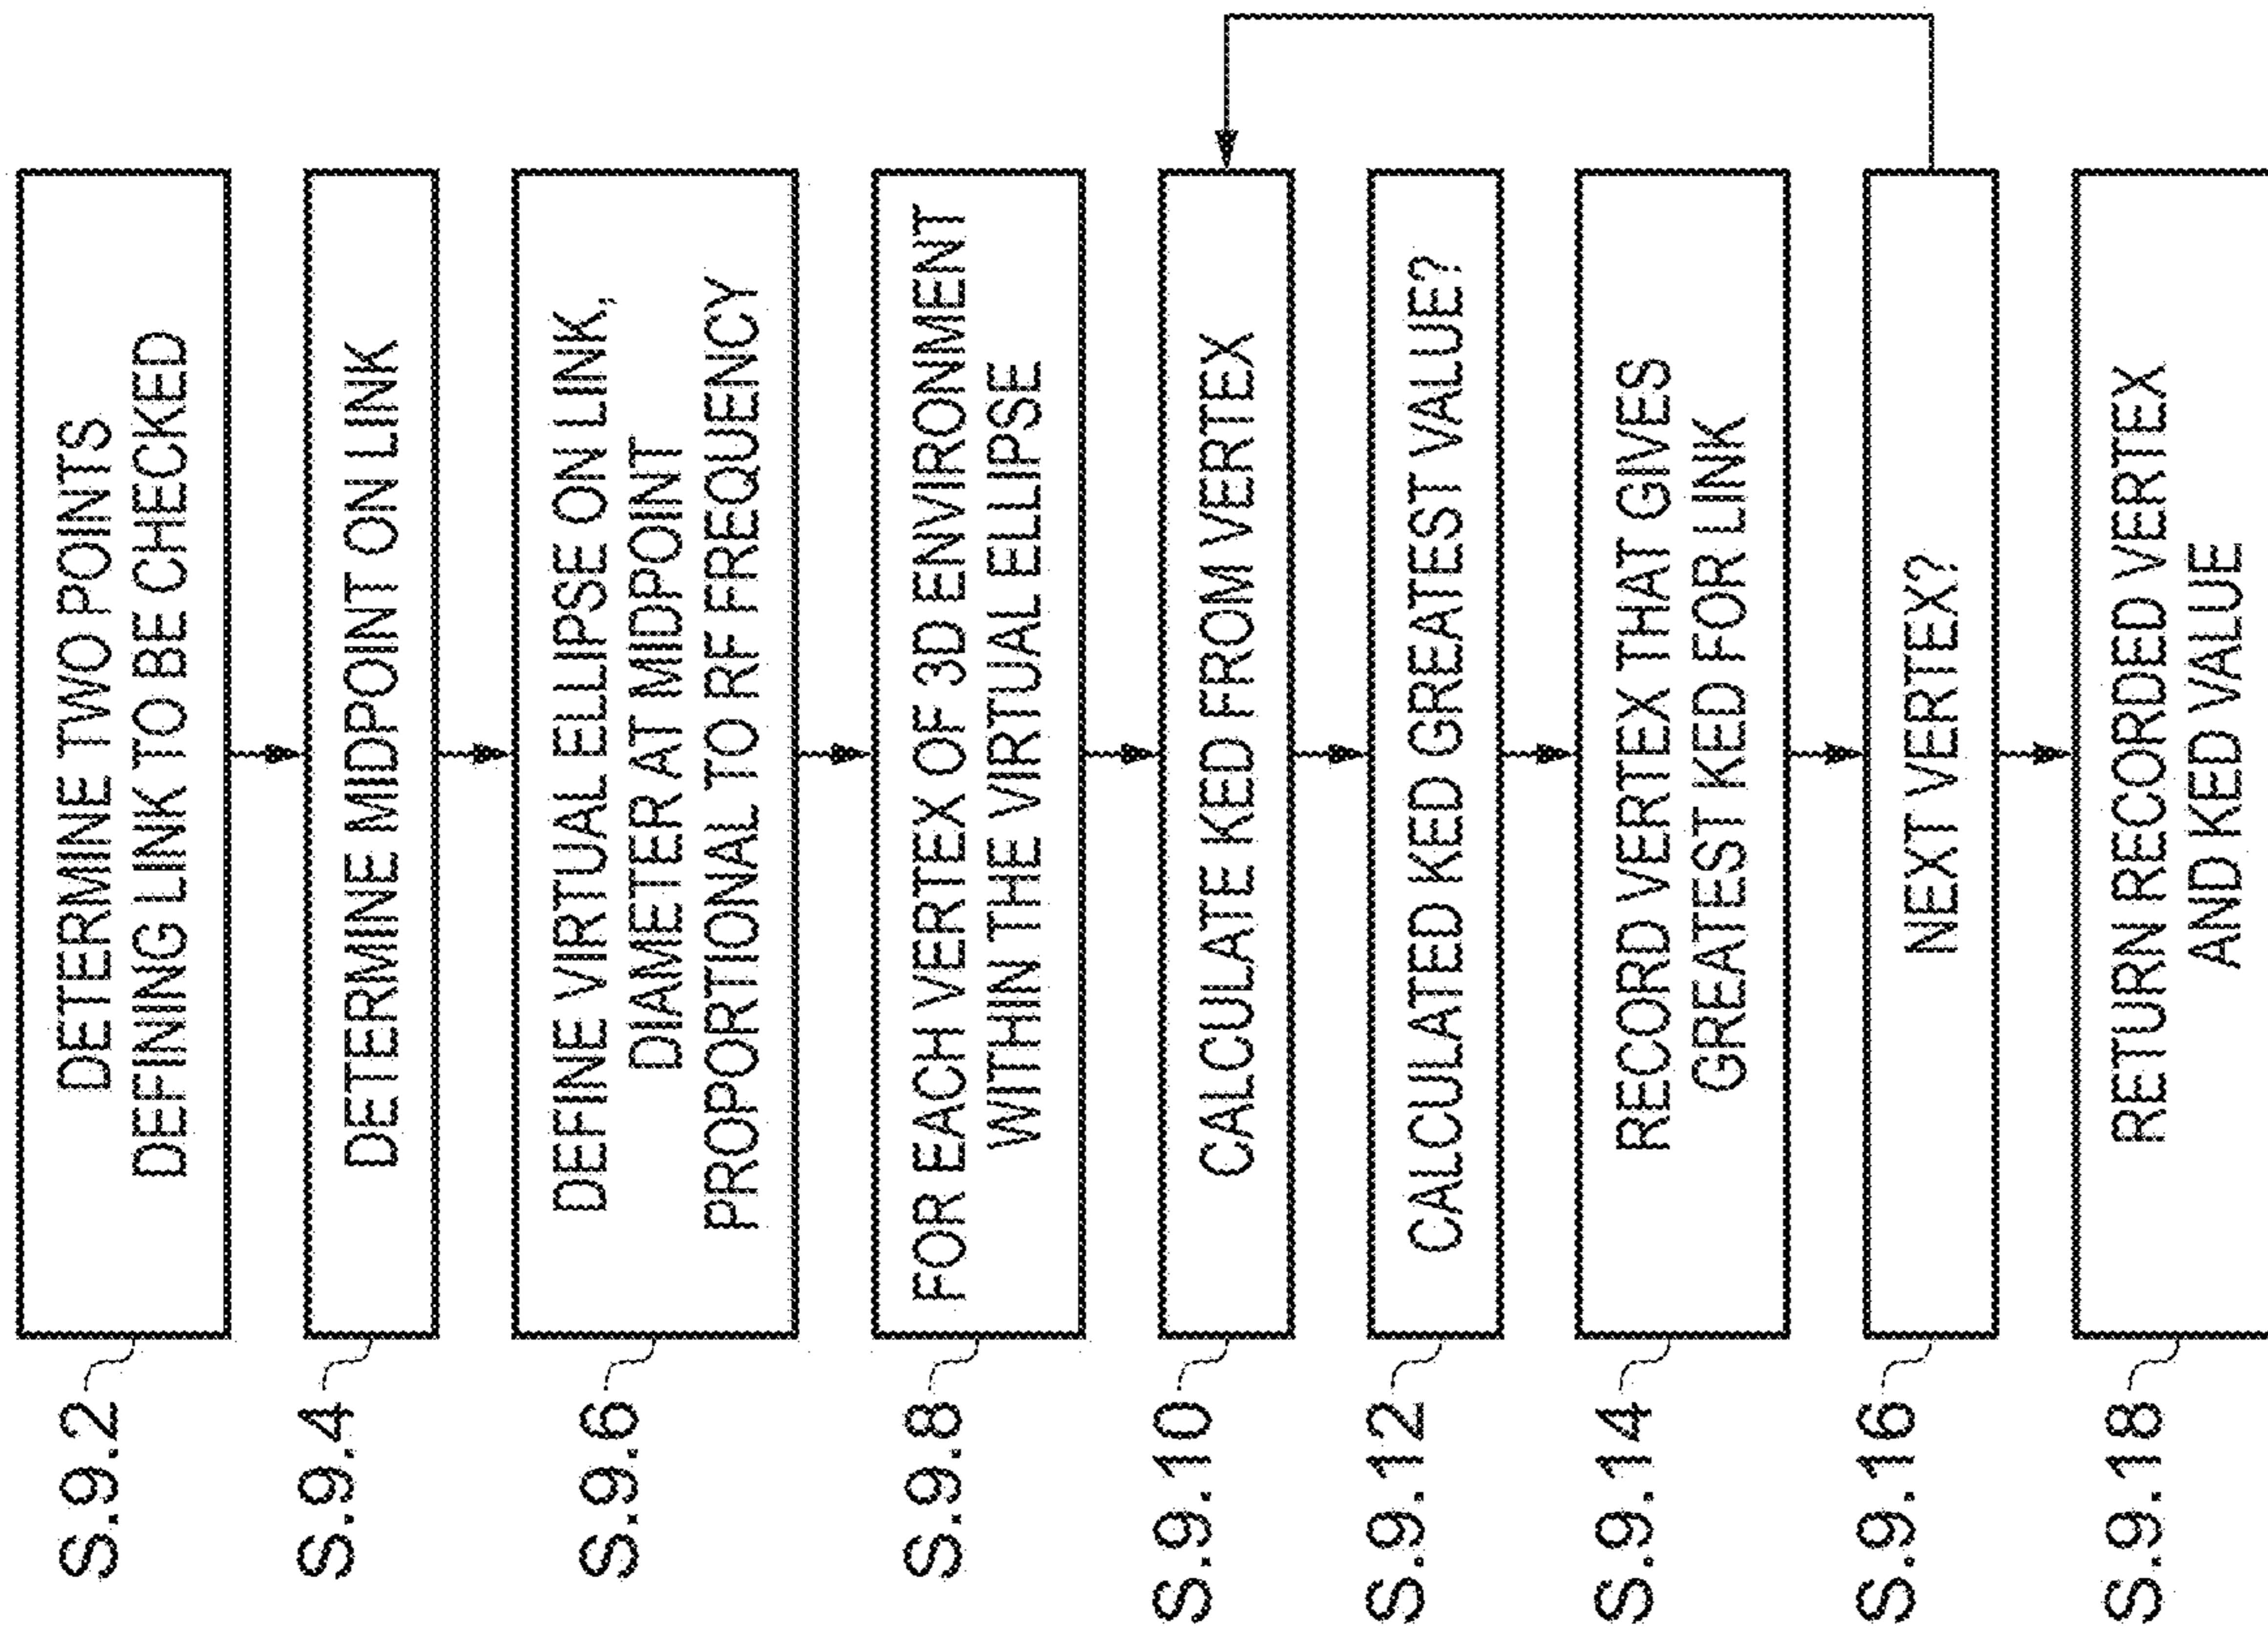 S.9.2
DETERMINE TWO POINTS
DEFINING LINK TO BE CHECKED
S.9.4
DETERMINE MIDPOINT ON LINK
S.9.6
DEFINE VIRTUAL ELLIPSE ON LINK,
DIAMETER AT MIDPOINT
PROPORTIONAL TO RF FREQUENCY
S.9.8
FOR EACH VERTEX OF 3D ENVIRONMENT
WITHIN THE VIRTUAL ELLIPSE
S.9.10
CALCULATE KED FROM VERTEX
S.9.12
CALCULATED KED GREATEST VALUE?
S.9.14
RECORD VERTEX THAT GIVES
GREATEST KED FOR LINK
S.9.16
NEXT VERTEX?
S.9.18
RETURN RECORDED VERTEX
AND KED VALUE